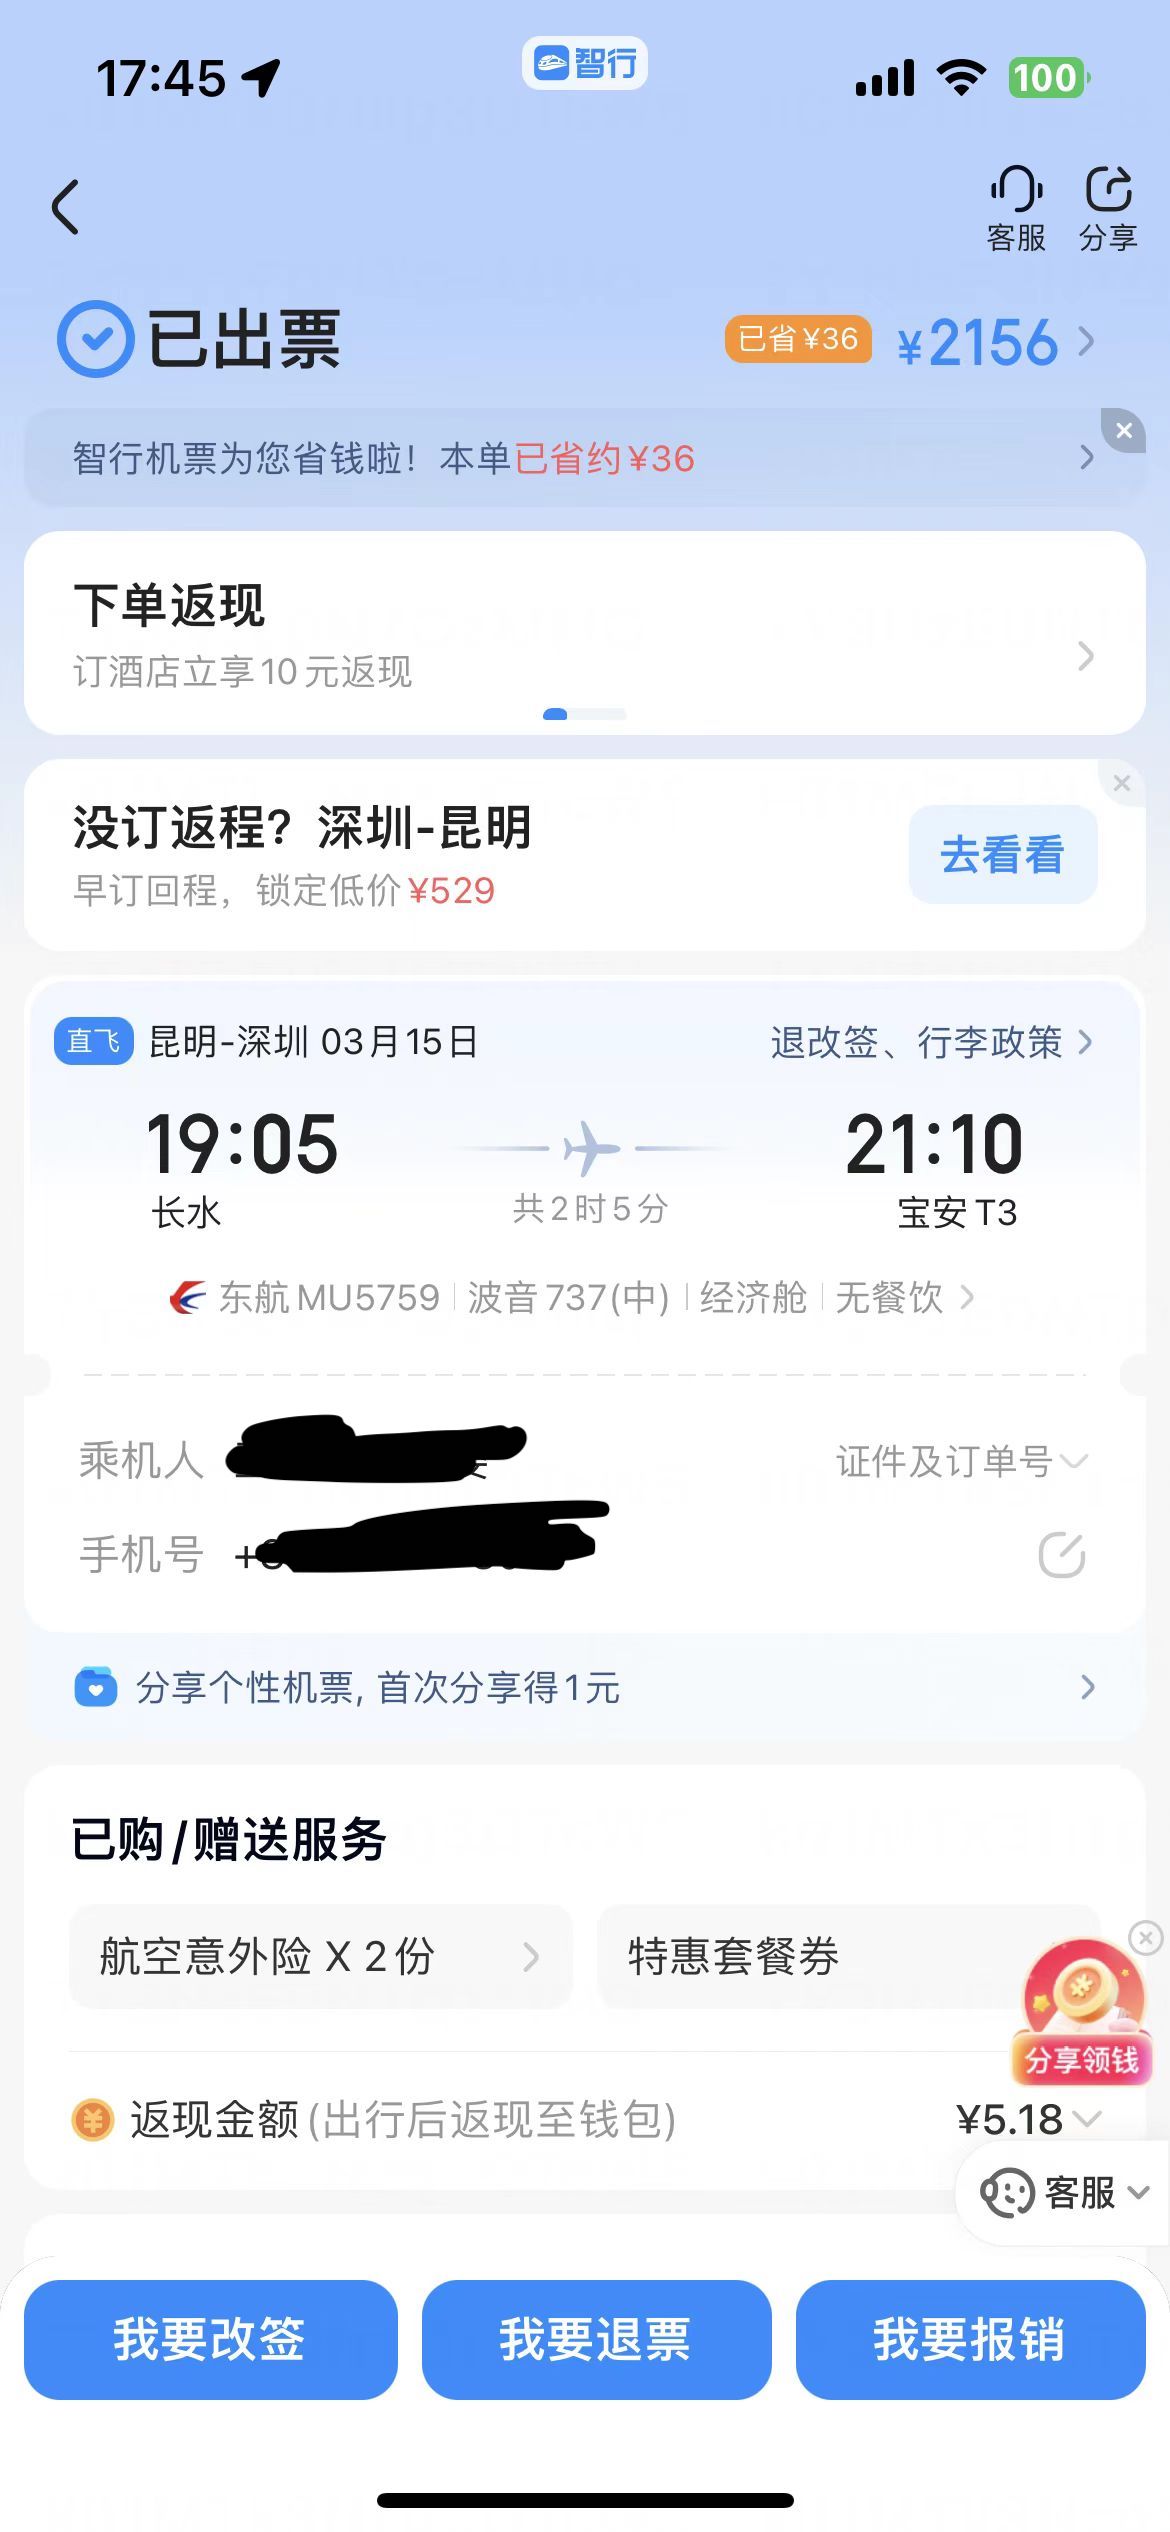 17:45
智行
100
客服 分享
已出票 已省¥36 ¥2156
智行机票为您省钱啦！本单已省约¥36
下单返现
订酒店立享10元返现
没订返程？深圳-昆明
早订回程，锁定低价¥529
去看看
直飞 昆明-深圳 03月15日 退改签、行李政策
19:05 21:10
长水 共2时5分 宝安T3
东航MU5759 波音737(中) 经济舱 无餐饮
乘机人 证件及订单号
手机号 +
分享个性机票, 首次分享得1元
已购/赠送服务
航空意外险 X 2份 特惠套餐券
分享领钱
返现金额(出行后返现至钱包) ¥5.18
客服
我要改签 我要退票 我要报销